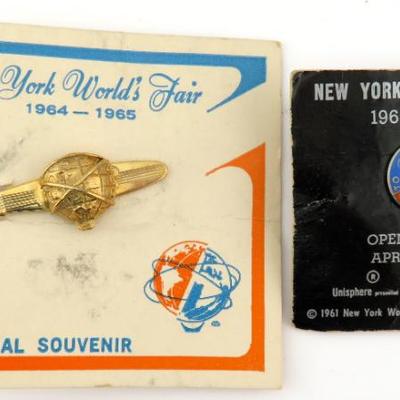 York World's Fair
1964 — 1965
AL SOUVENIR
NEW YORK
196
OPEN
APR
®
Unisphere
© 1961 New York Wo